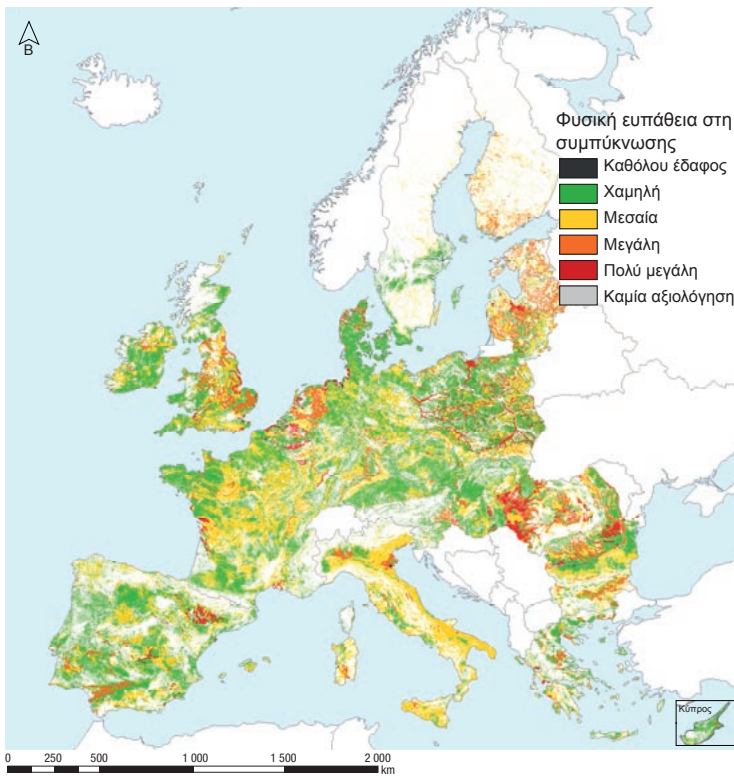 B
Φυσική ευπάθεια στη
συμπύκνωσης
Καθόλου έδαφος
Χαμηλή
Μεσαία
Μεγάλη
Πολύ μεγάλη
Καμία αξιολόγηση
Κύπρος
0 250 500 1 000 1 500 2 000
km